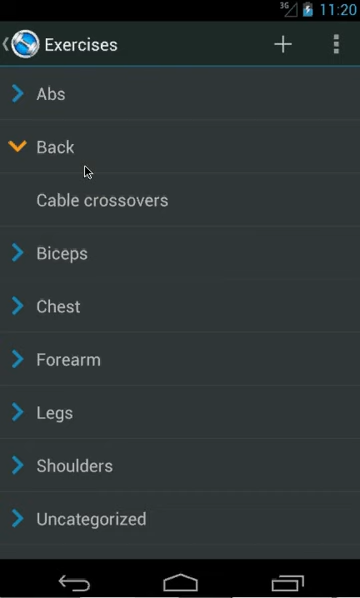 3G
11:20
Exercises
Abs
Back
Cable crossovers
Biceps
Chest
Forearm
Legs
Shoulders
Uncategorized